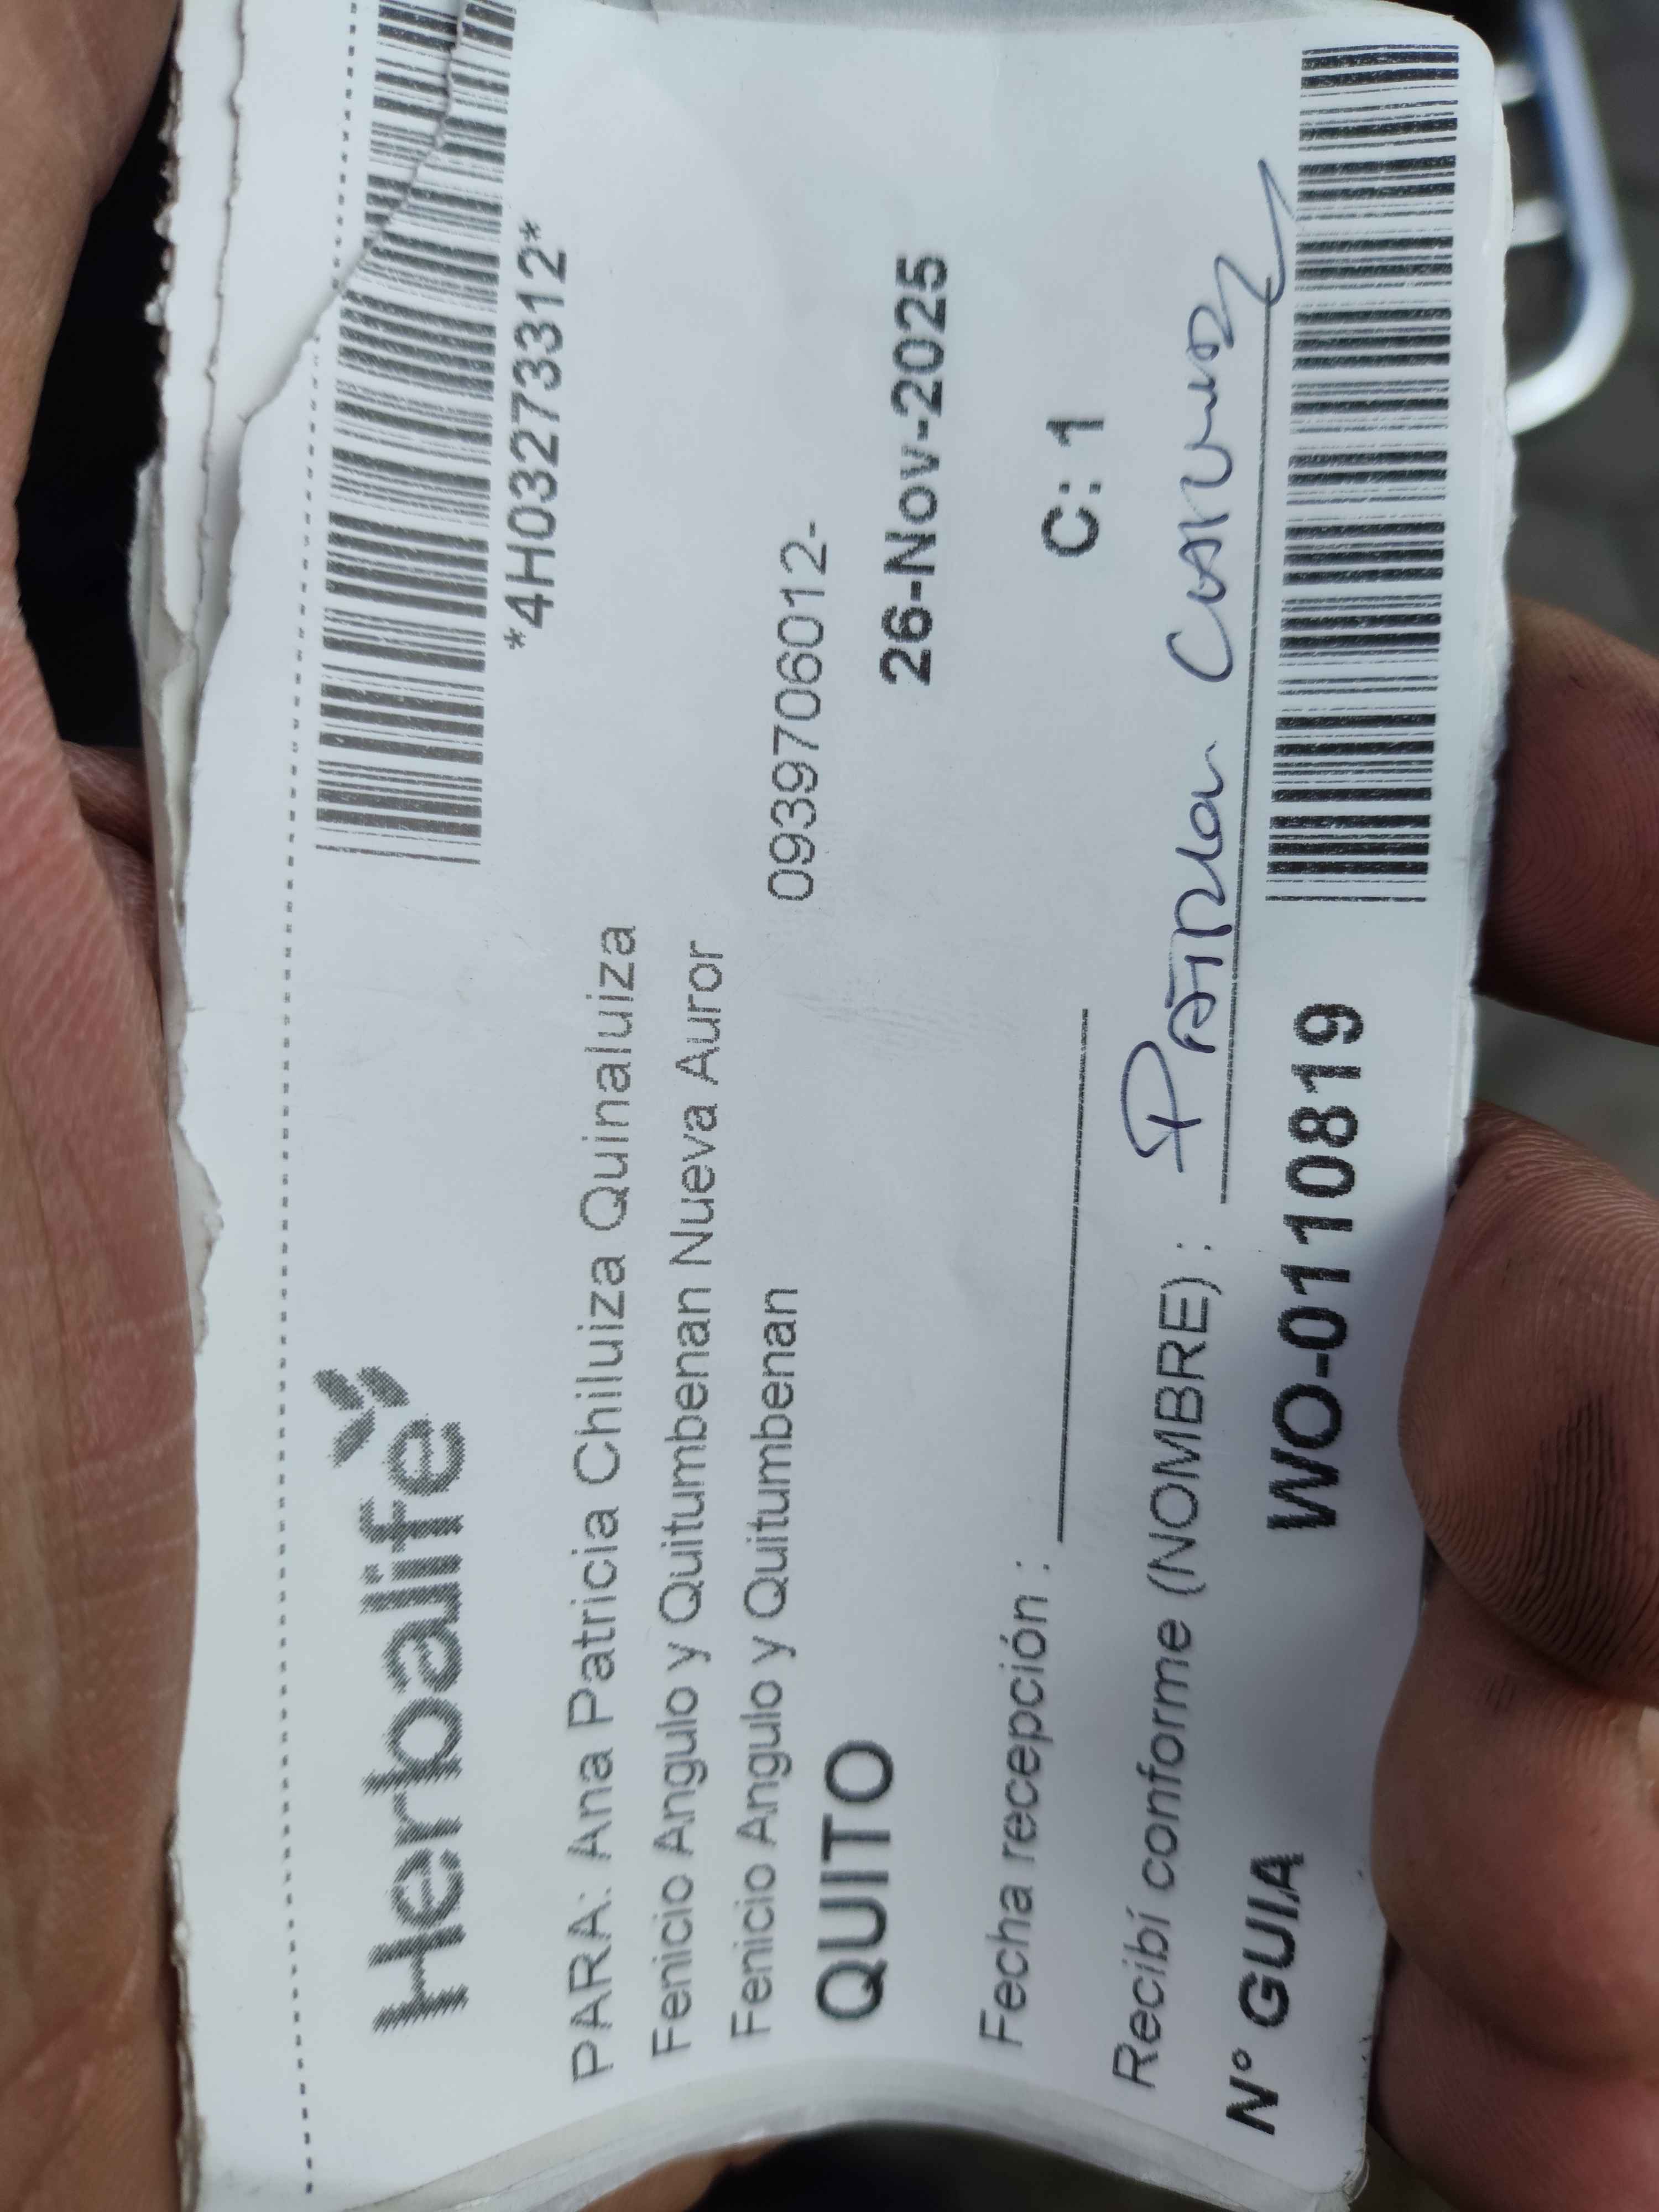 Herbalife
*4H03273312*
PARA: Ana Patricia Chiluiza Quinaluiza
Fenicio Angulo y Quitumbenan Nueva Auror
Fenicio Angulo y Quitumbenan
0939706012-
QUITO
26-Nov-2025
Fecha recepción :
C: 1
Recibí conforme (NOMBRE) :
N° GUIA WO-0110819